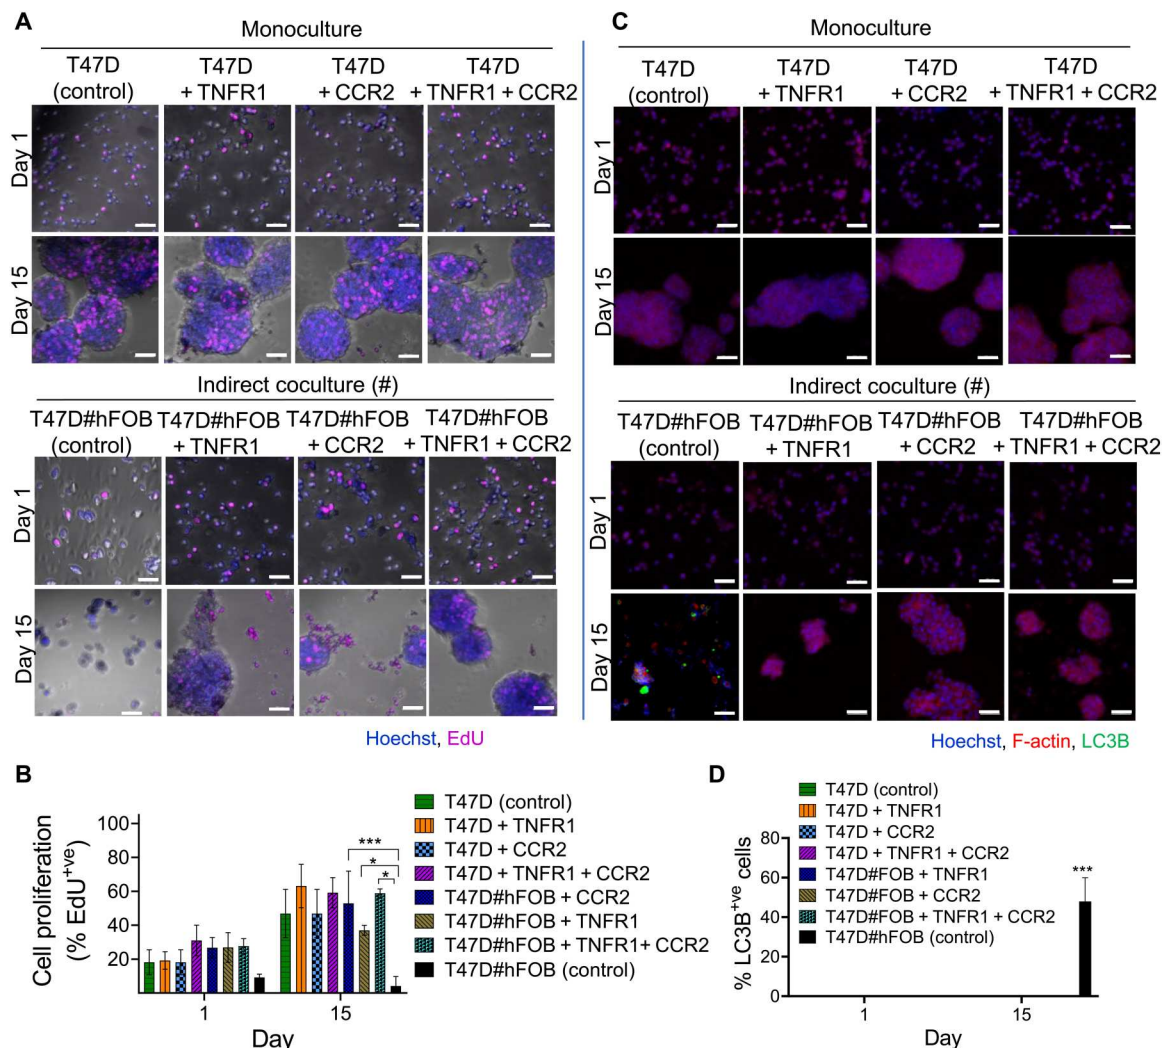 A
Monoculture
T47D
(control)
T47D
+ TNFR1
T47D
+ CCR2
T47D
+ TNFR1 + CCR2
Day 1
Day 15
Indirect coculture (#)
T47D#hFOB
(control)
T47D#hFOB
+ TNFR1
T47D#hFOB
+ CCR2
T47D#hFOB
+ TNFR1 + CCR2
Day 1
Day 15
Hoechst, EdU
C
Monoculture
T47D
(control)
T47D
+ TNFR1
T47D
+ CCR2
T47D
+ TNFR1 + CCR2
Day 1
Day 15
Indirect coculture (#)
T47D#hFOB
(control)
T47D#hFOB
+ TNFR1
T47D#hFOB
+ CCR2
T47D#hFOB
+ TNFR1 + CCR2
Day 1
Day 15
Hoechst, F-actin, LC3B
B
Cell proliferation
(% EdU+ve)
100
80
60
40
20
1
15
Day
***
*
*
T47D (control)
T47D + TNFR1
T47D + CCR2
T47D + TNFR1 + CCR2
T47D#hFOB + CCR2
T47D#hFOB + TNFR1
T47D#hFOB + TNFR1+ CCR2
T47D#hFOB (control)
D
T47D (control)
T47D + TNFR1
T47D + CCR2
T47D + TNFR1 + CCR2
T47D#FOB + TNFR1
T47D#FOB + CCR2
T47D#FOB + TNFR1 + CCR2
T47D#hFOB (control)
% LC3B+ve cells
80
60
40
20
0
***
1
15
Day